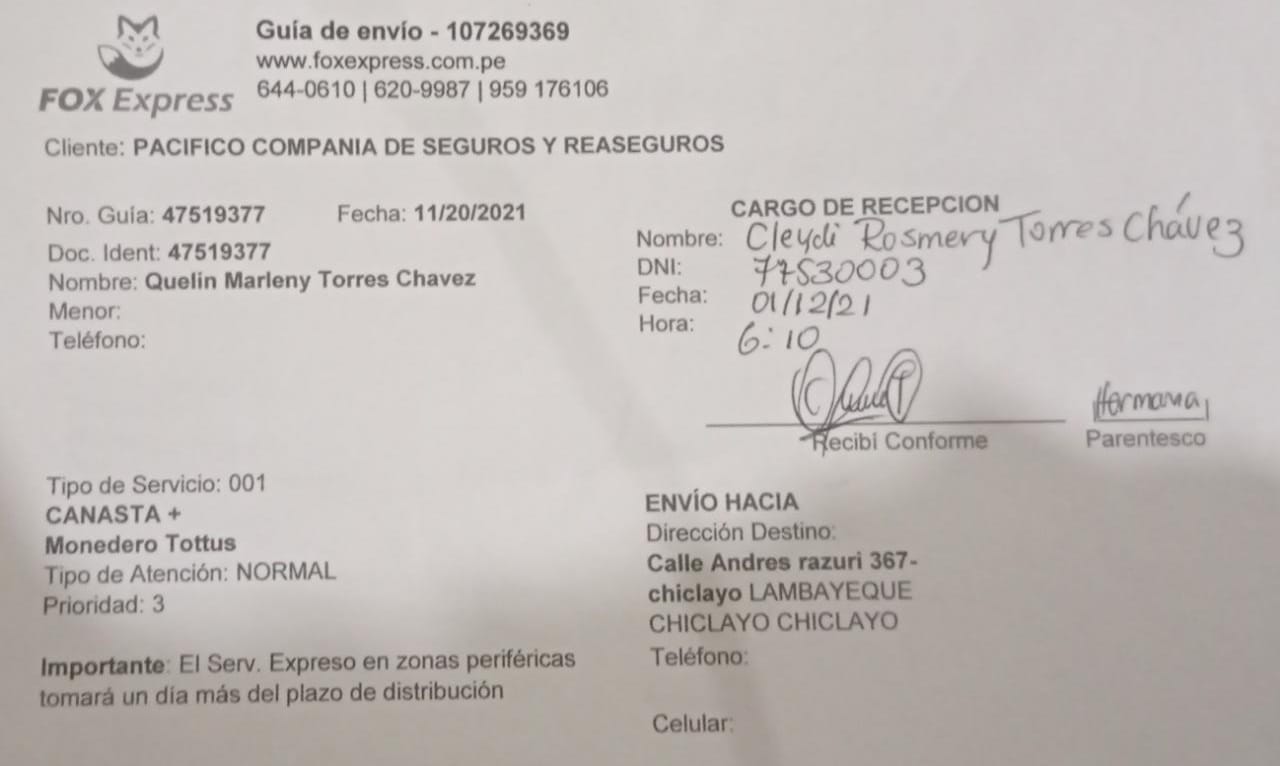 FOX Express
Guía de envío - 107269369
www.foxexpress.com.pe
644-0610 | 620-9987 | 959 176106
Cliente: PACIFICO COMPANIA DE SEGUROS Y REASEGUROS
Nro. Guía: 47519377 Fecha: 11/20/2021
Doc. Ident: 47519377
Nombre: Quelin Marleny Torres Chavez
Menor:
Teléfono:
CARGO DE RECEPCION
Nombre: Cleydi Rosmery Torres Chávez
DNI: 77530003
Fecha: 01/12/21
Hora: 6:10
Recibi Conforme
Hermana
Parentesco
Tipo de Servicio: 001
CANASTA +
Monedero Tottus
Tipo de Atención: NORMAL
Prioridad: 3
Importante: El Serv. Expreso en zonas periféricas
tomará un día más del plazo de distribución
ENVÍO HACIA
Dirección Destino:
Calle Andres razuri 367-
chiclayo LAMBAYEQUE
CHICLAYO CHICLAYO
Teléfono:
Celular: